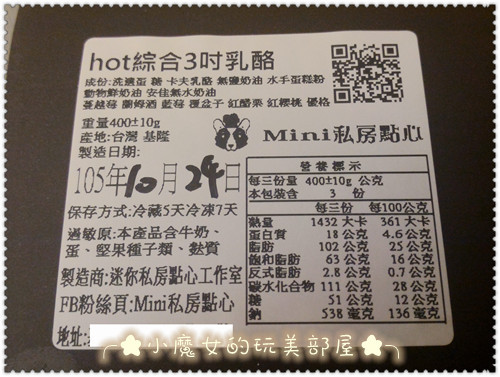 hot綜合3吋乳酪
成份:洗選蛋 糖 卡夫乳酪 無鹽奶油 水手蛋糕粉
動物鮮奶油 安佳無水奶油
蔓越莓 蘭姆酒 藍莓 覆盆子 紅醋栗 紅櫻桃 優格
重量400±10g
產地:台灣 基隆
製造日期:
105年10月24日
Mini私房點心
保存方式:冷藏5天冷凍7天
過敏原:本產品含牛奶、
蛋、堅果種子類、麩質
製造商:迷你私房點心工作室
FB粉絲頁:Mini私房點心
地址:
營養標示
每三份量 400±10g 公克
本包裝含 3 份
每三份 每100公克
熱量 1432 大卡 361 大卡
蛋白質 18 公克 4.6 公克
脂肪 102 公克 25 公克
飽和脂肪 63 公克 16 公克
反式脂肪 2.8 公克 0.7 公克
碳水化合物 111 公克 28 公克
糖 51 公克 12 公克
鈉 538 毫克 136 毫克
小魔女的玩美部屋